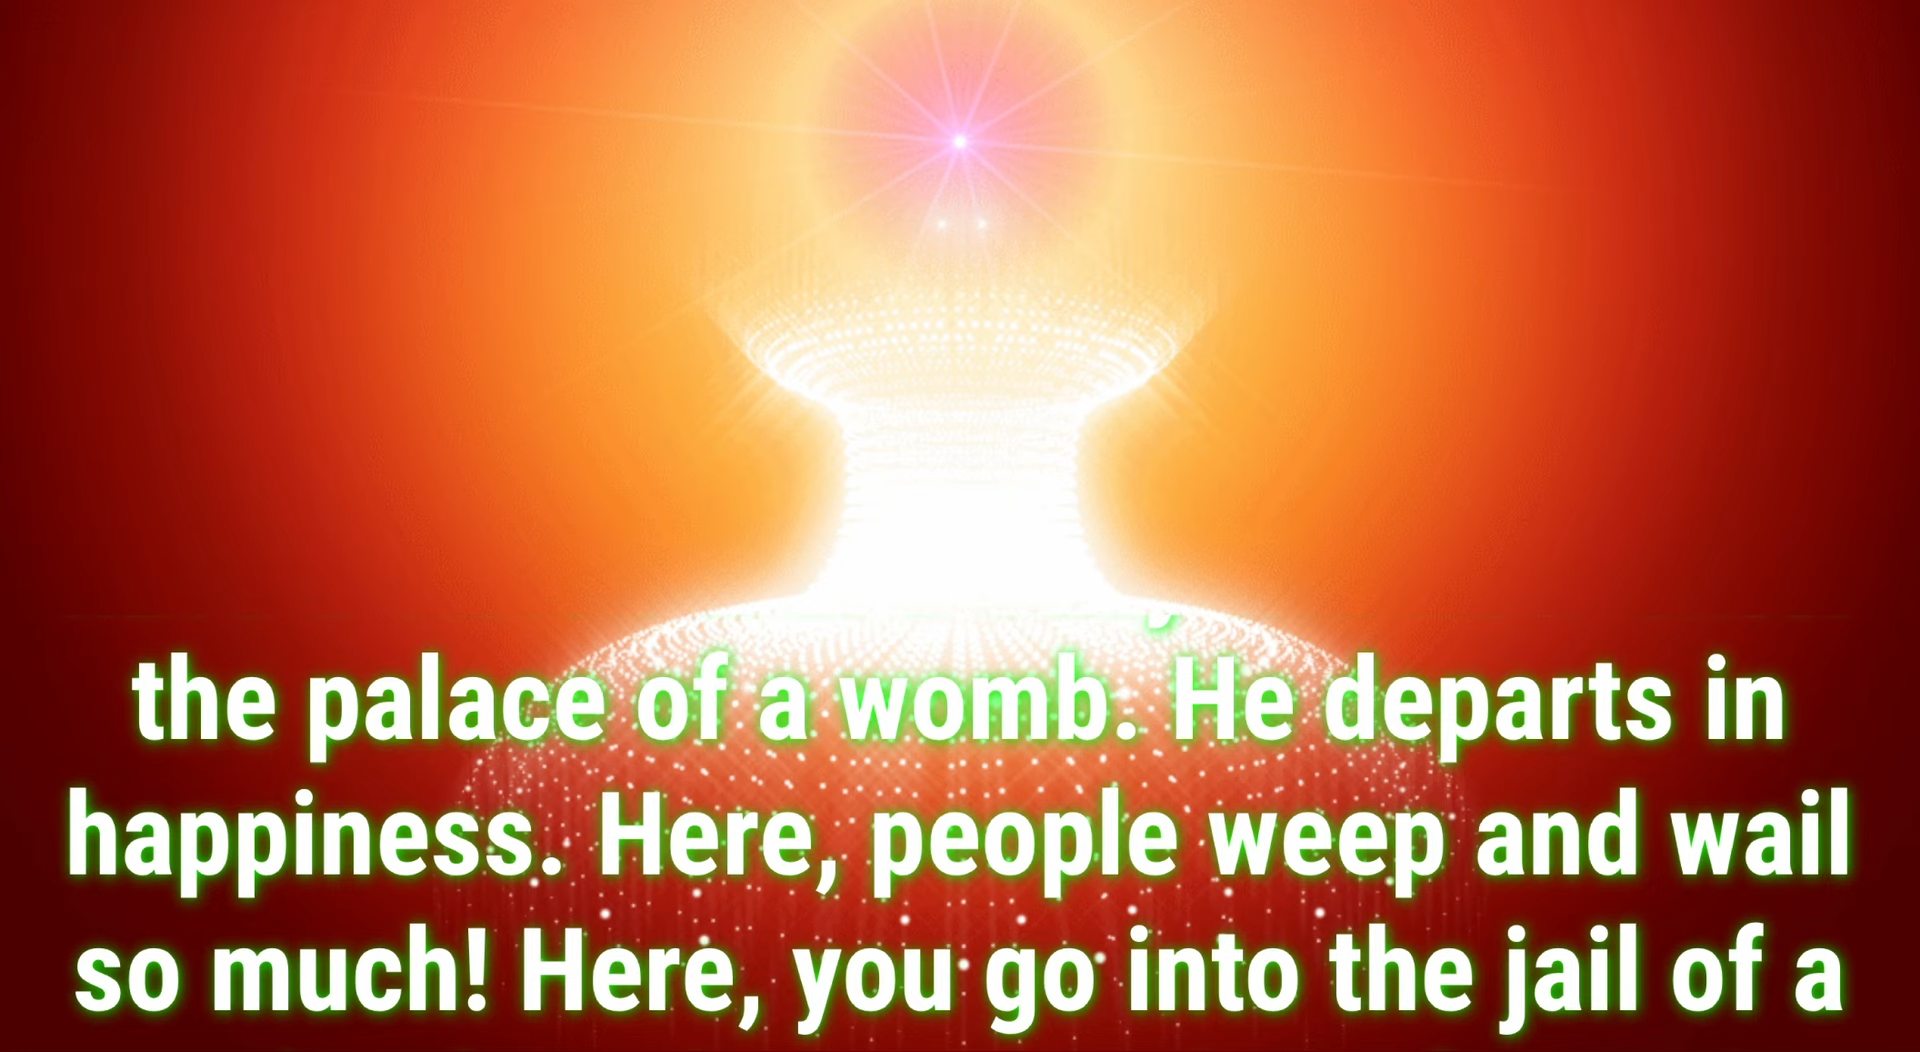 the palace of a womb. He departs in
happiness. Here, people weep and wail
so much! Here, you go into the jail of a